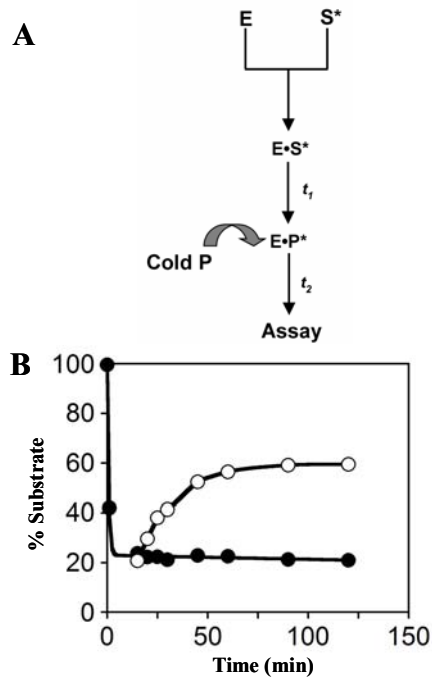 A
E S*
E•S*
t1
Cold P E•P*
t2
Assay
B
100
80
60
40
20
0
% Substrate
0 50 100 150
Time (min)